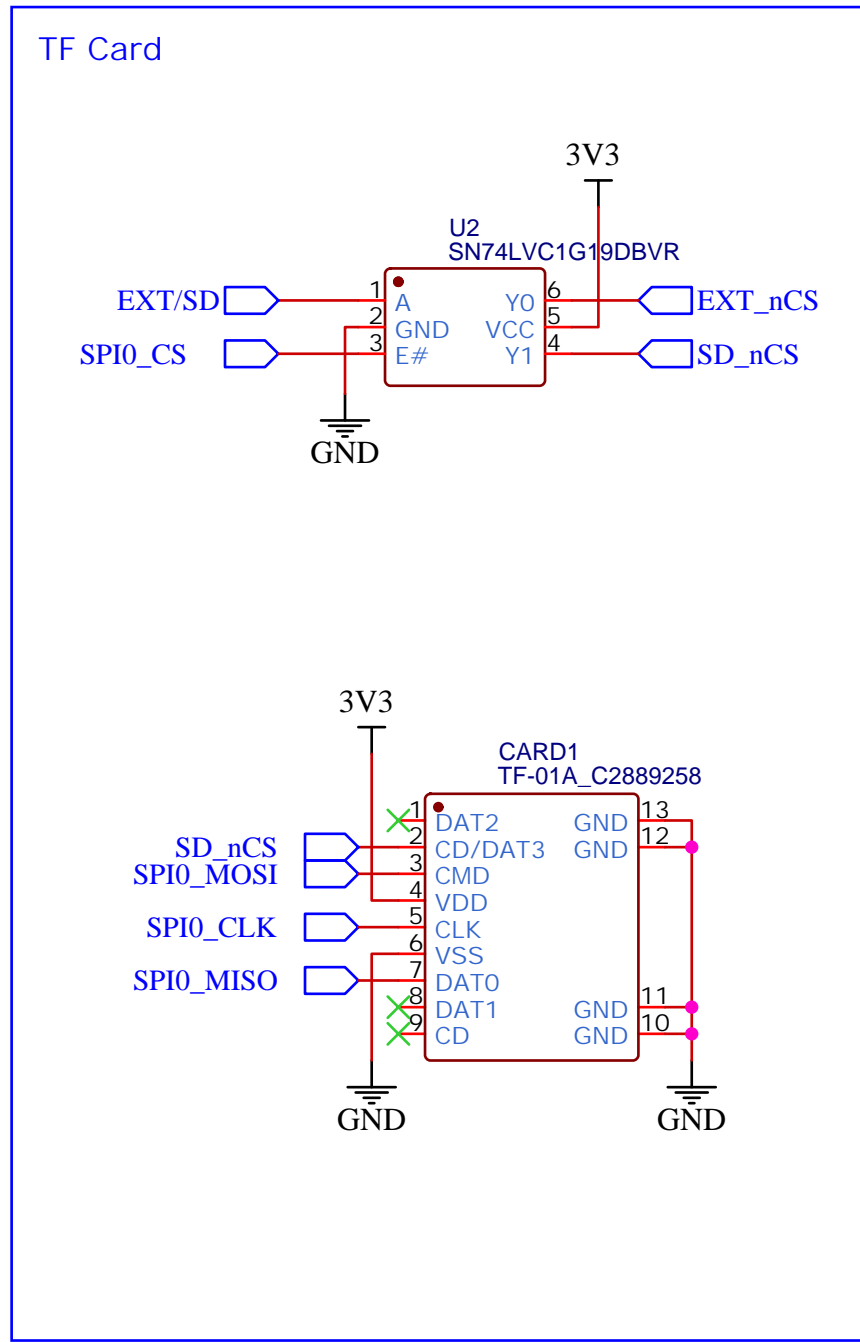 TF Card
3V3
U2
SN74LVC1G19DBVR
EXT/SD 1 A Y0 6 EXT_nCS
2 GND VCC 5
SPI0_CS 3 E# Y1 4 SD_nCS
GND
3V3
CARD1
TF-01A_C2889258
1 DAT2 GND 13
SD_nCS 2 CD/DAT3 GND 12
SPI0_MOSI 3 CMD
4 VDD
SPI0_CLK 5 CLK
6 VSS
SPI0_MISO 7 DAT0
8 DAT1 GND 11
9 CD GND 10
GND GND